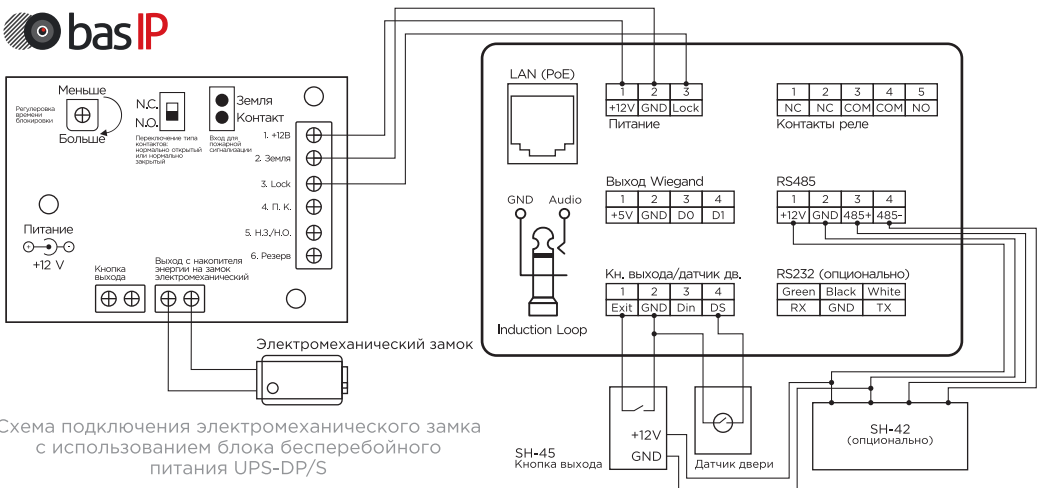 bas IP
Меньше
Регулеровка
времени
блокировки
Больше
N.C.
N.O.
Переключение типа
контактов:
нормально открытый
или нормально
закрытый
Земля
Контакт
Вход для
пожарной
сигнализации
1. +12В
2. Земля
3. Lock
4. П. К.
5. Н.З./Н.О.
6. Резерв
Питание
+12 V
Кнопка
выхода
Выход с накопителя
энергии на замок
электромеханический
Электромеханический замок
Схема подключения электромеханического замка
с использованием блока бесперебойного
питания UPS-DP/S
LAN (PoE)
1 2 3
+12V GND Lock
Питание
1 2 3 4 5
NC NC COM COM NO
Контакты реле
GND Audio
Induction Loop
Выход Wiegand
1 2 3 4
+5V GND D0 D1
RS485
1 2 3 4
+12V GND 485+ 485-
Кн. выхода/датчик дв.
1 2 3 4
Exit GND Din DS
RS232 (опционально)
Green Black White
RX GND TX
+12V
GND
SH-45
Кнопка выхода
Датчик двери
SH-42
(опционально)